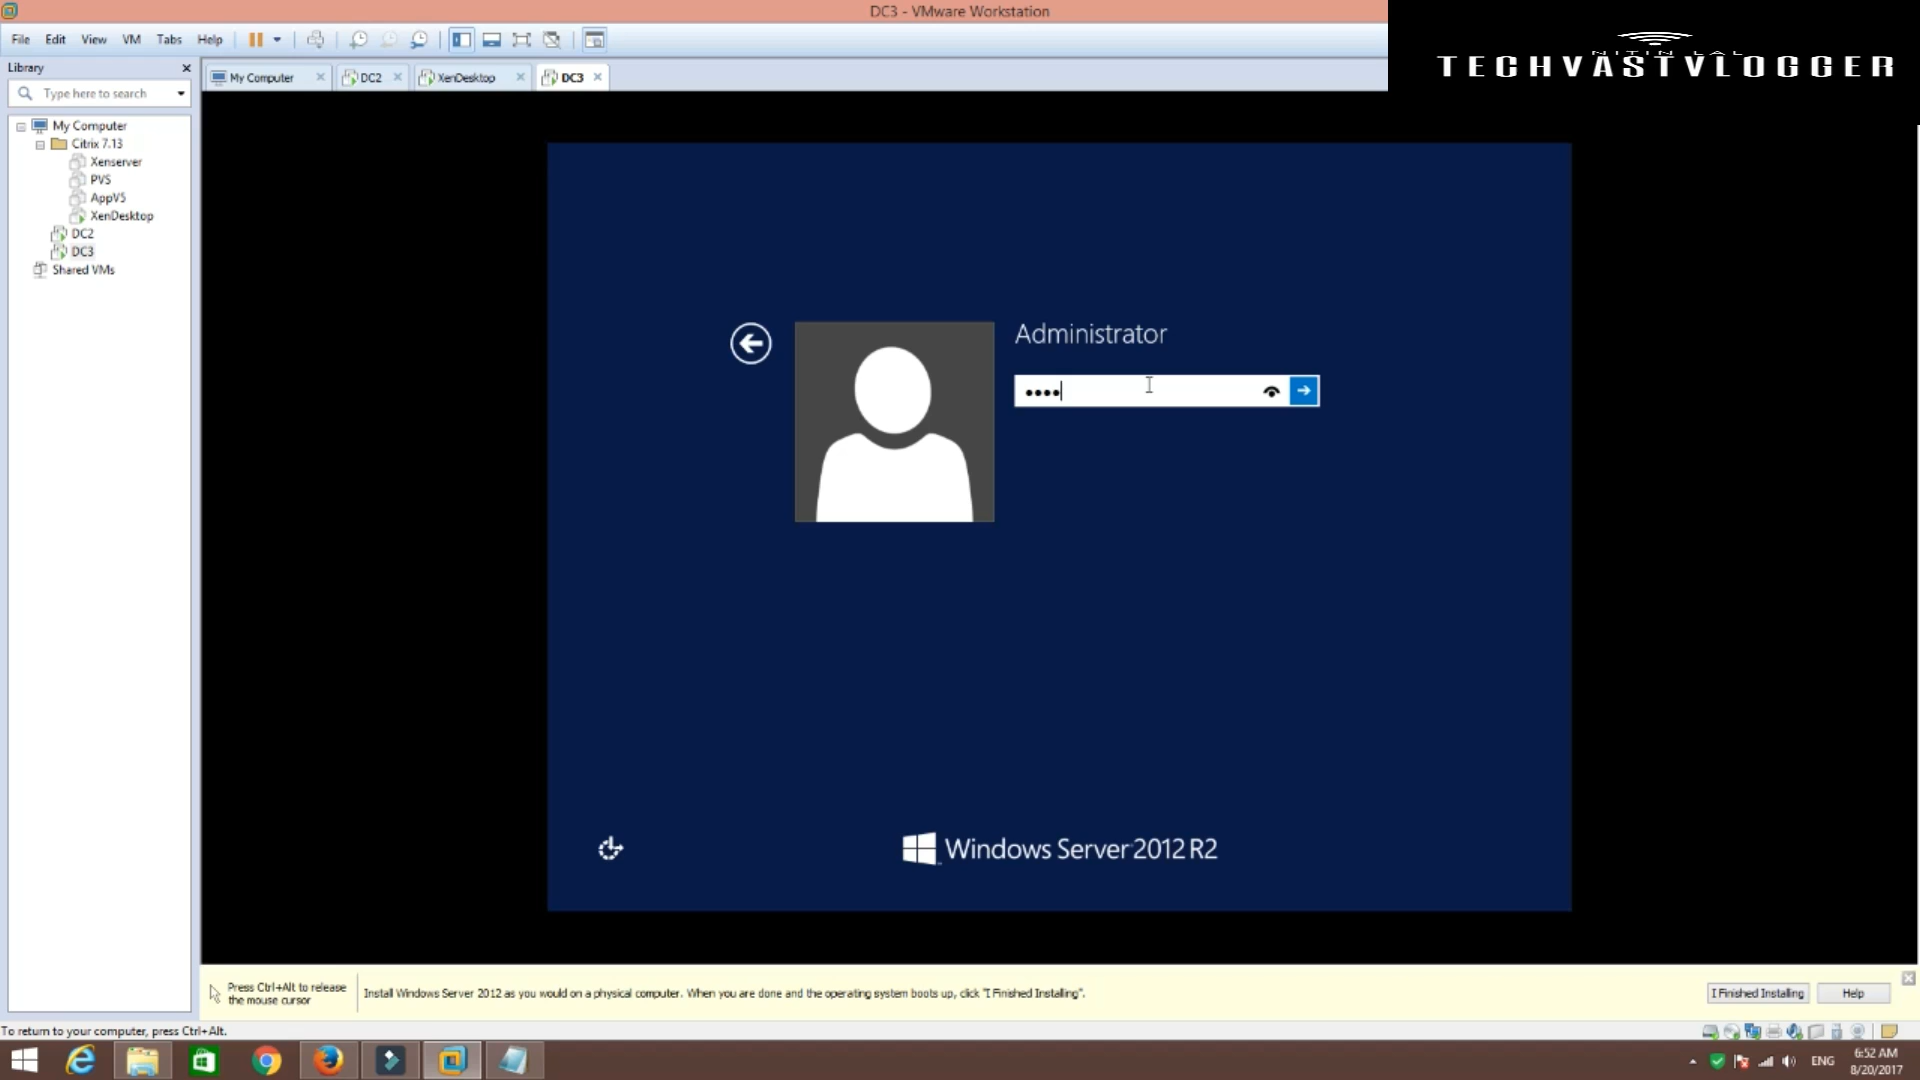 DC3 - VMware Workstation
File Edit View VM Tabs Help
TECHVASTVLOGGER
Library
My Computer DC2 XenDesktop DC3
Type here to search
My Computer
Citrix 7.13
Xenserver
PVS
AppV5
XenDesktop
DC2
DC3
Shared VMs
Administrator
Windows Server 2012 R2
Press Ctrl+Alt to release
the mouse cursor
Install Windows Server 2012 as you would on a physical computer. When you are done and the operating system boots up, click "I Finished Installing".
I Finished Installing Help
To return to your computer, press Ctrl+Alt.
ENG
6:52 AM
8/20/2017